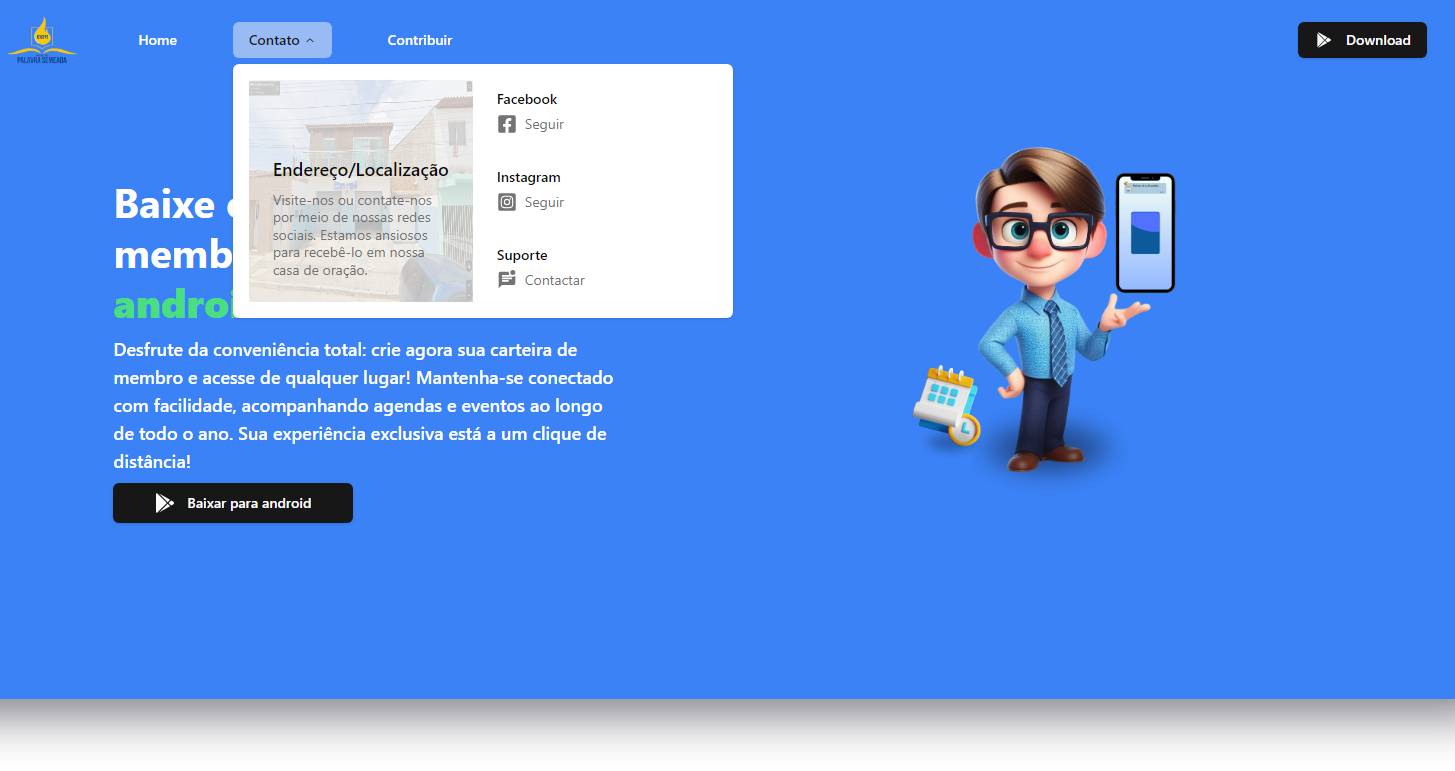 PALAVRA SEMEADA
Home
Contato
Contribuir
Download
Endereço/Localização
Visite-nos ou contate-nos
por meio de nossas redes
sociais. Estamos ansiosos
para recebê-lo em nossa
casa de oração.
Facebook
Seguir
Instagram
Seguir
Suporte
Contactar
Baixe
memb
androi
Desfrute da conveniência total: crie agora sua carteira de
membro e acesse de qualquer lugar! Mantenha-se conectado
com facilidade, acompanhando agendas e eventos ao longo
de todo o ano. Sua experiência exclusiva está a um clique de
distância!
Baixar para android